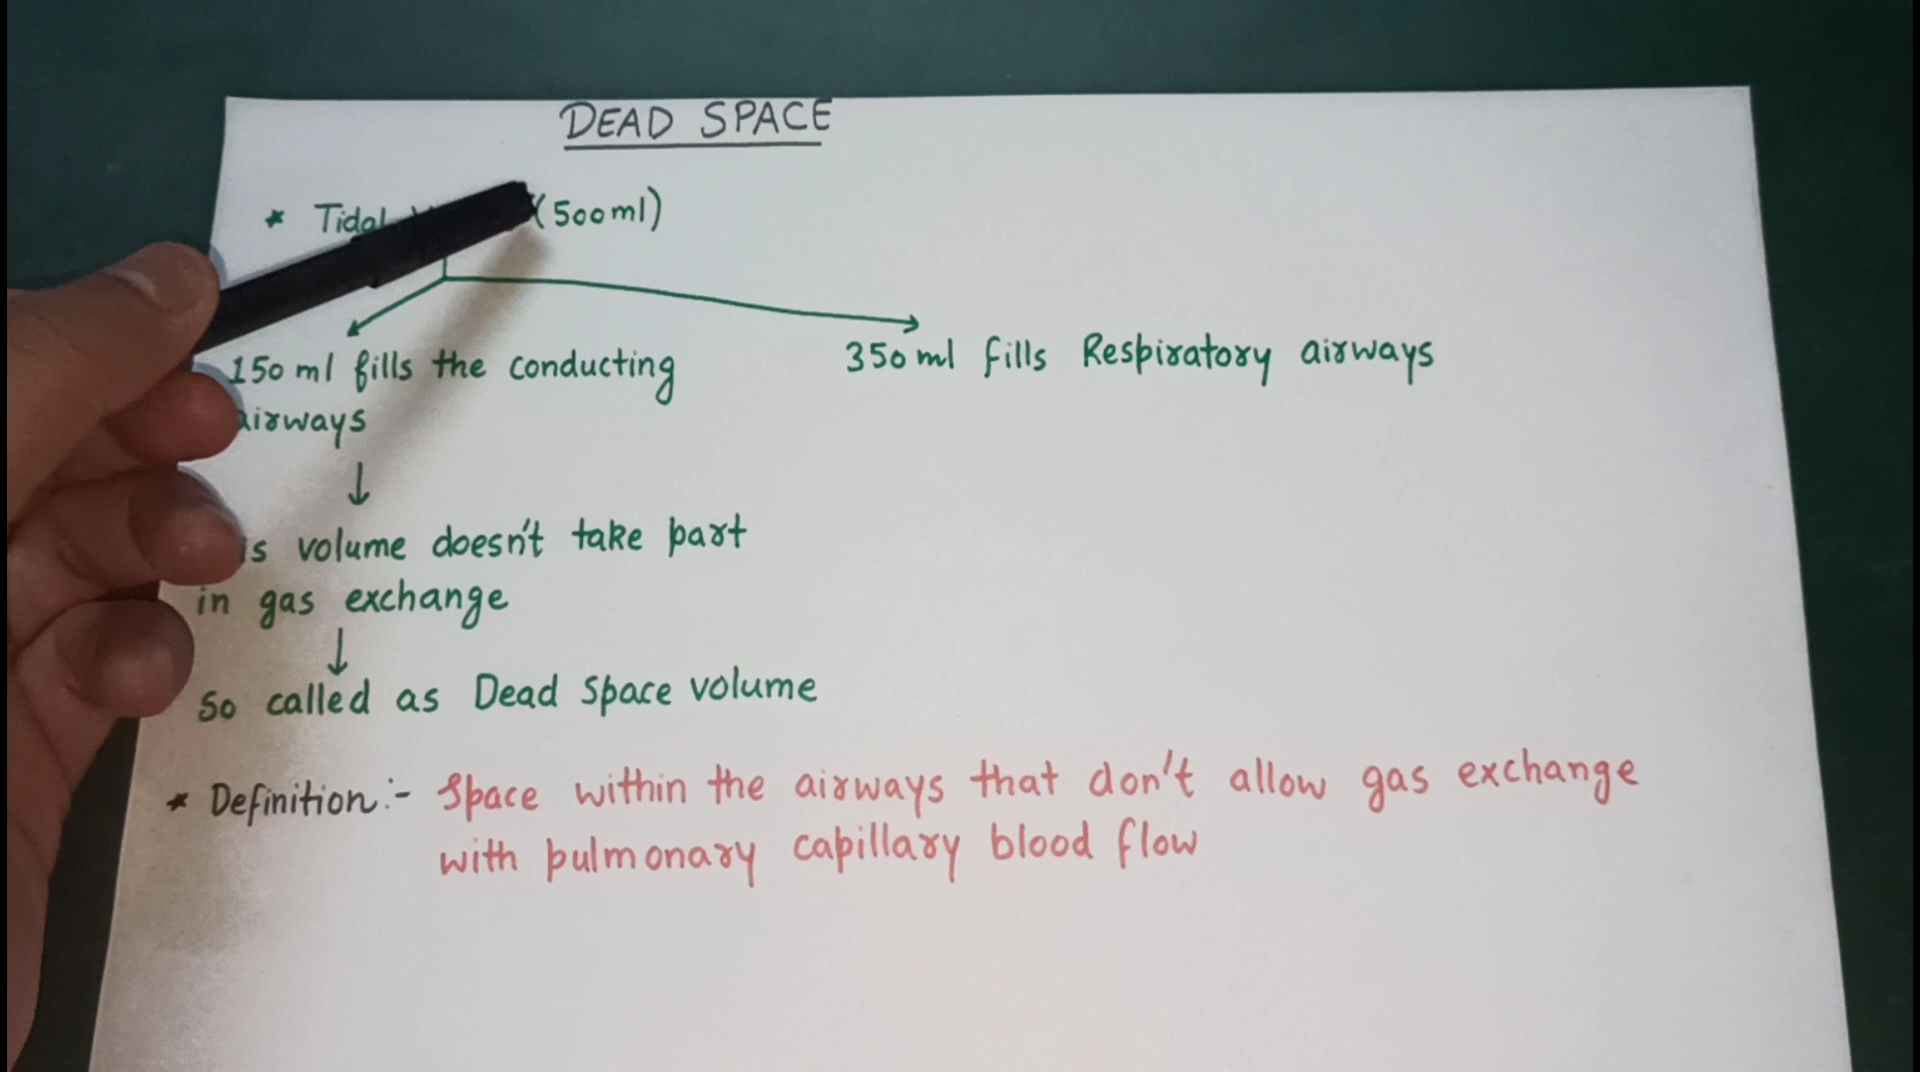 DEAD SPACE
* Tidal (500ml)
150 ml fills the conducting
350 ml fills Respiratory airways
airways
↓
is volume doesn't take part
in gas exchange
↓
So called as Dead Space volume
* Definition:- Space within the airways that don't allow gas exchange
with pulmonary capillary blood flow